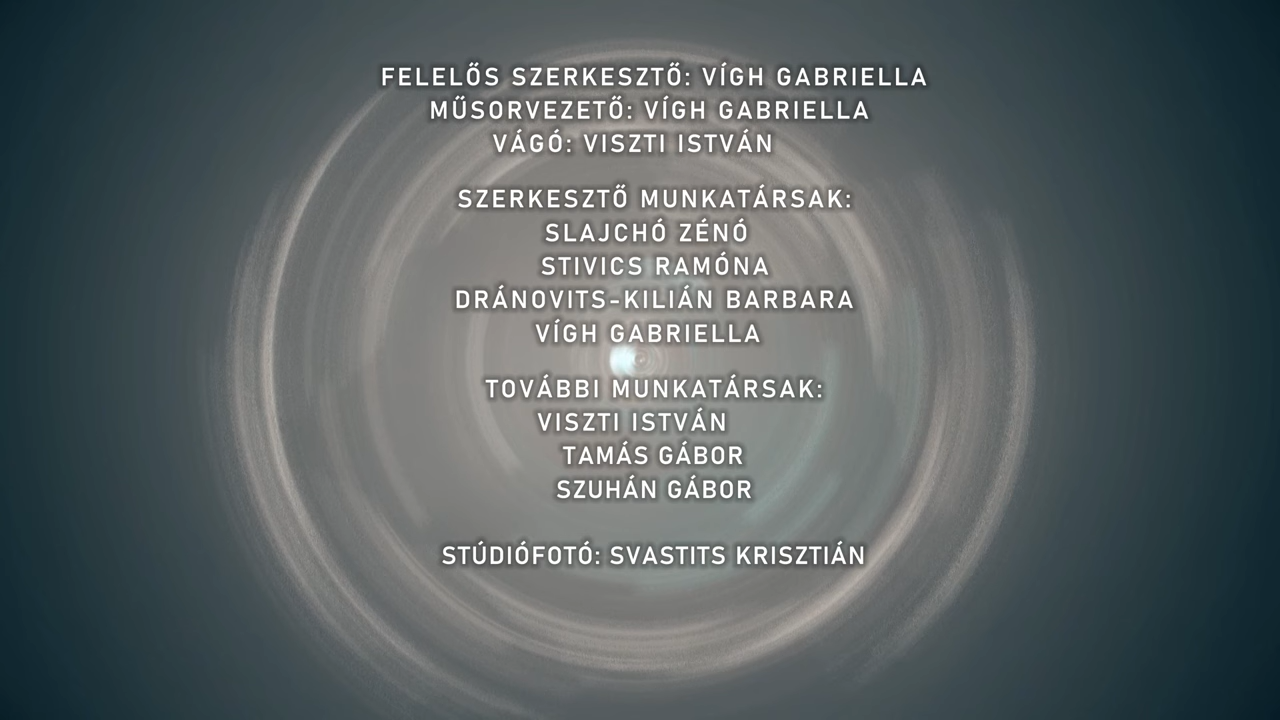 FELELŐS SZERKESZTŐ: VÍGH GABRIELLA
MŰSORVEZETŐ: VÍGH GABRIELLA
VÁGÓ: VISZTI ISTVÁN
SZERKESZTŐ MUNKATÁRSAK:
SLAJCHÓ ZÉNÓ
STIVICS RAMÓNA
DRÁNOVITS-KILIÁN BARBARA
VÍGH GABRIELLA
TOVÁBBI MUNKATÁRSAK:
VISZTI ISTVÁN
TAMÁS GÁBOR
SZUHÁN GÁBOR
STÚDIÓFOTÓ: SVASTITS KRISZTIÁN